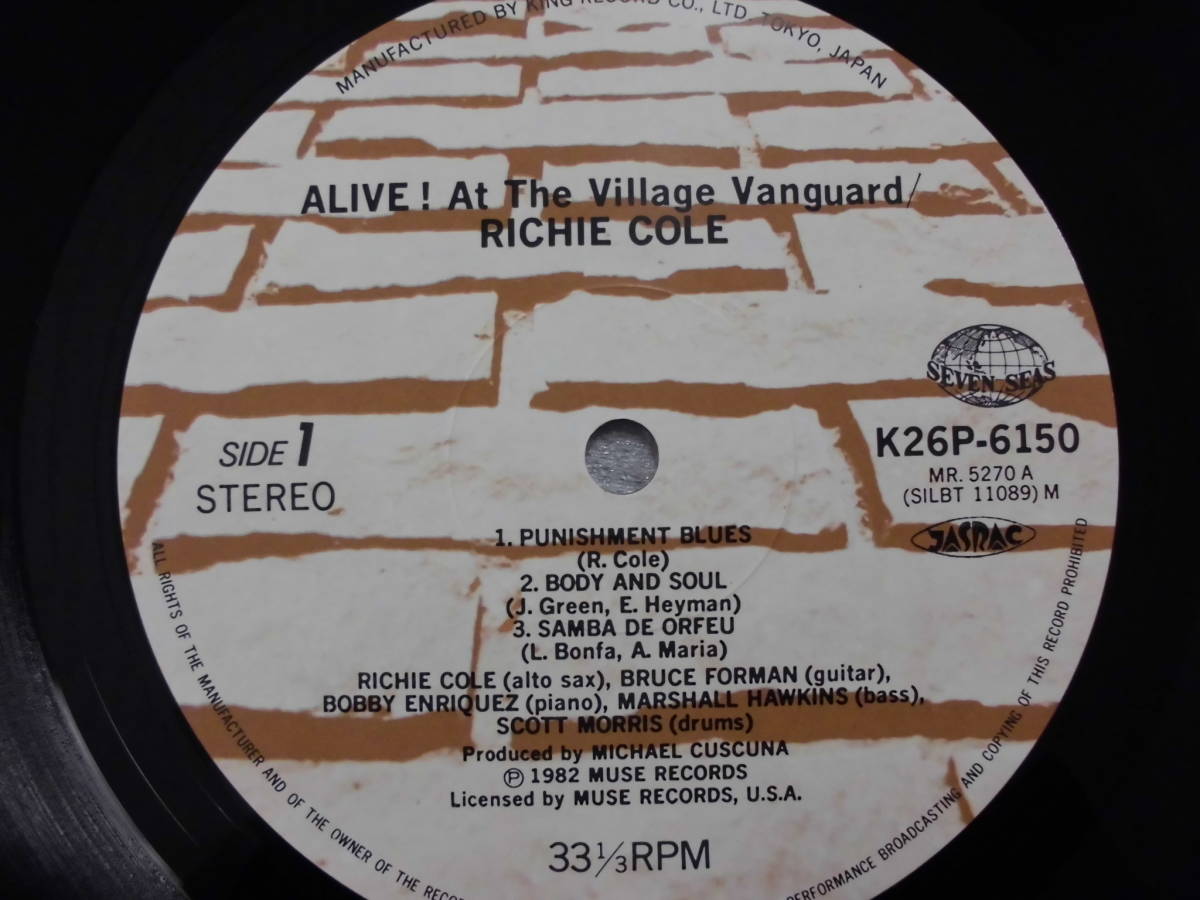 MANUFACTURED BY KING RECORD CO., LTD. TOKYO, JAPAN
ALIVE! At The Village Vanguard/
RICHIE COLE
SEVEN SEAS
SIDE 1
STEREO
K26P-6150
MR. 5270 A
(SILBT 11089) M
JASRAC
1. PUNISHMENT BLUES
(R. Cole)
2. BODY AND SOUL
(J. Green, E. Heyman)
3. SAMBA DE ORFEU
(L. Bonfa, A. Maria)
RICHIE COLE (alto sax), BRUCE FORMAN (guitar),
BOBBY ENRIQUEZ (piano), MARSHALL HAWKINS (bass),
SCOTT MORRIS (drums)
Produced by MICHAEL CUSCUNA
Ⓟ 1982 MUSE RECORDS
Licensed by MUSE RECORDS, U.S.A.
33 1/3 RPM
ALL RIGHTS OF THE MANUFACTURER AND OF THE OWNER OF THE
PERFORMANCE BROADCASTING AND COPYING OF THIS RECORD PROHIBITED